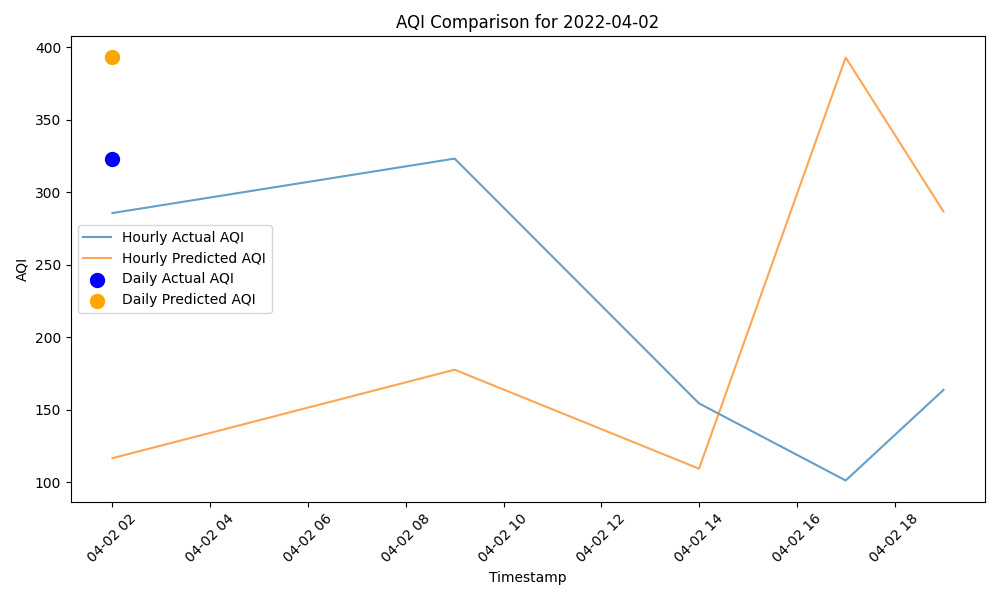 AQI Comparison for 2022-04-02
400
350
300
250
200
150
100
AQI
Hourly Actual AQI
Hourly Predicted AQI
Daily Actual AQI
Daily Predicted AQI
04-02 02
04-02 04
04-02 06
04-02 08
04-02 10
04-02 12
04-02 14
04-02 16
04-02 18
Timestamp